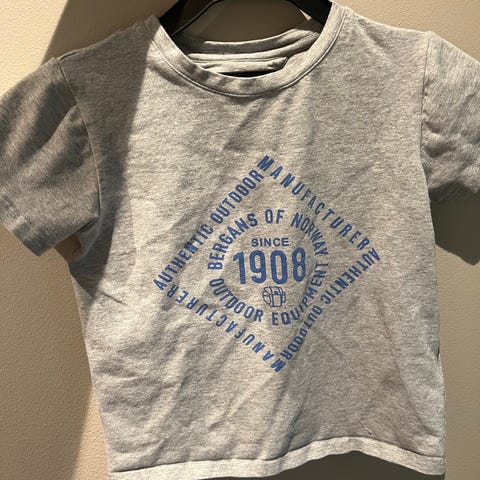 AUTHENTIC OUTDOOR
MANUFACTURER
AUTHENTIC OUTDOOR
MANUFACTURER
BERGANS OF NORWAY
SINCE
1908
OUTDOOR EQUIPMENT